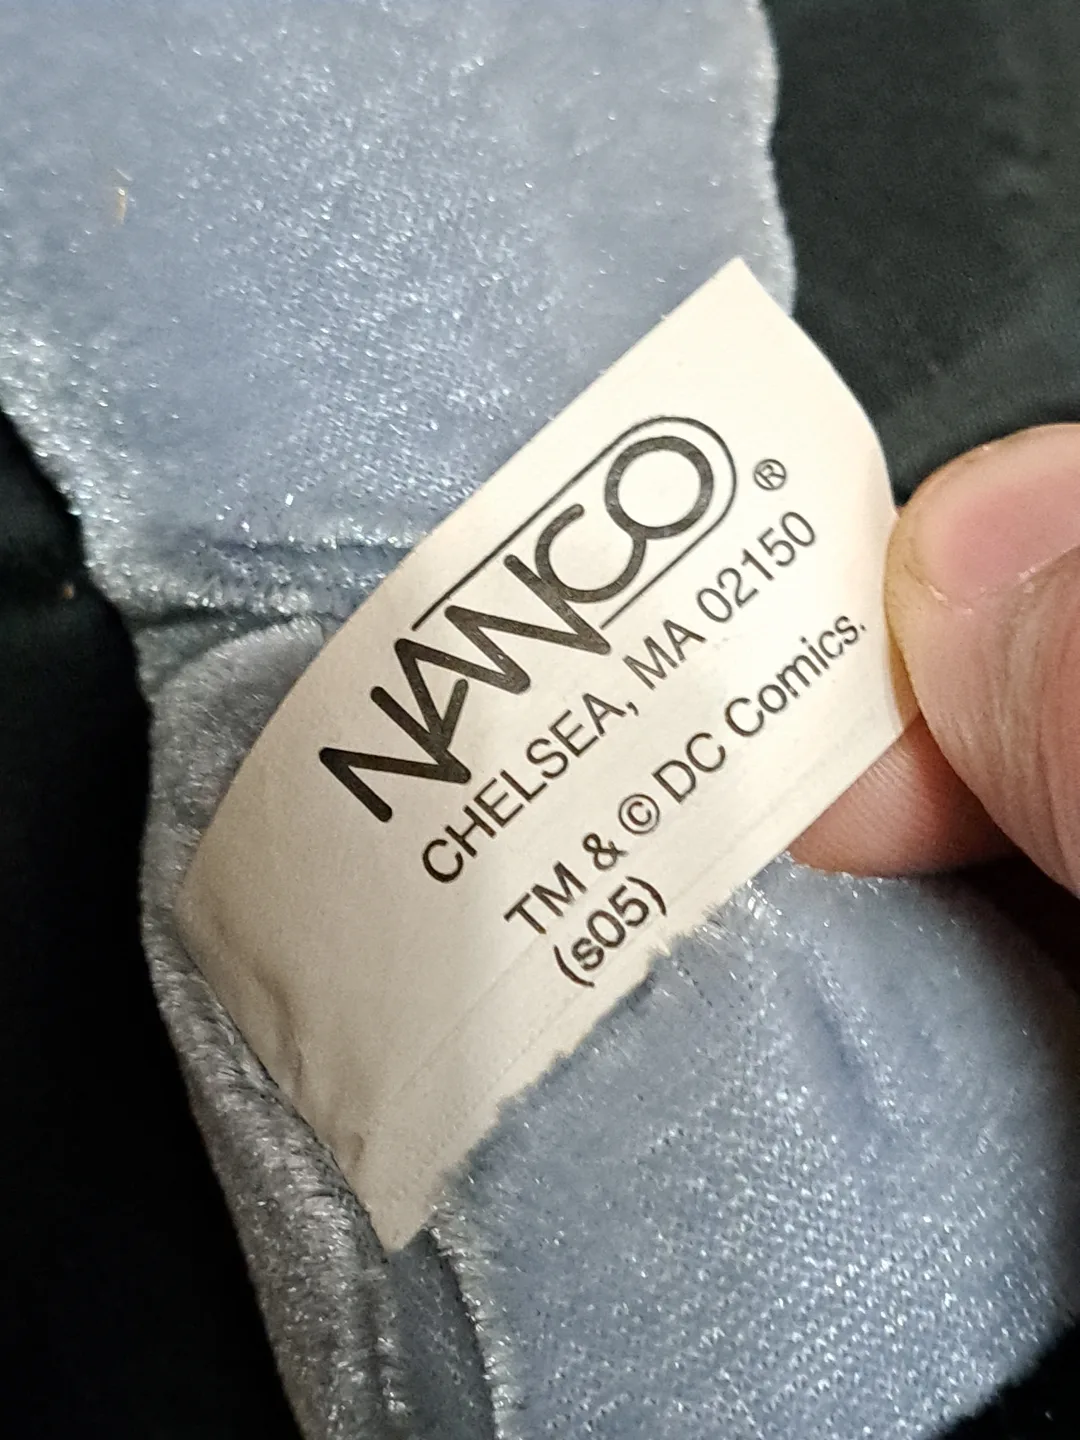 NANCO ®
CHELSEA, MA 02150
TM & © DC Comics.
(s05)